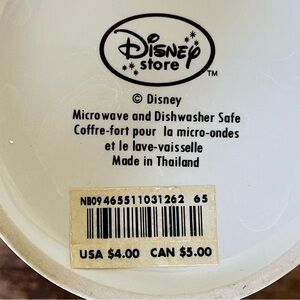 Disney
store
TM
© Disney
Microwave and Dishwasher Safe
Coffre-fort pour la micro-ondes
et le lave-vaisselle
Made in Thailand
NB09465511031262 65
USA $4.00 CAN $5.00